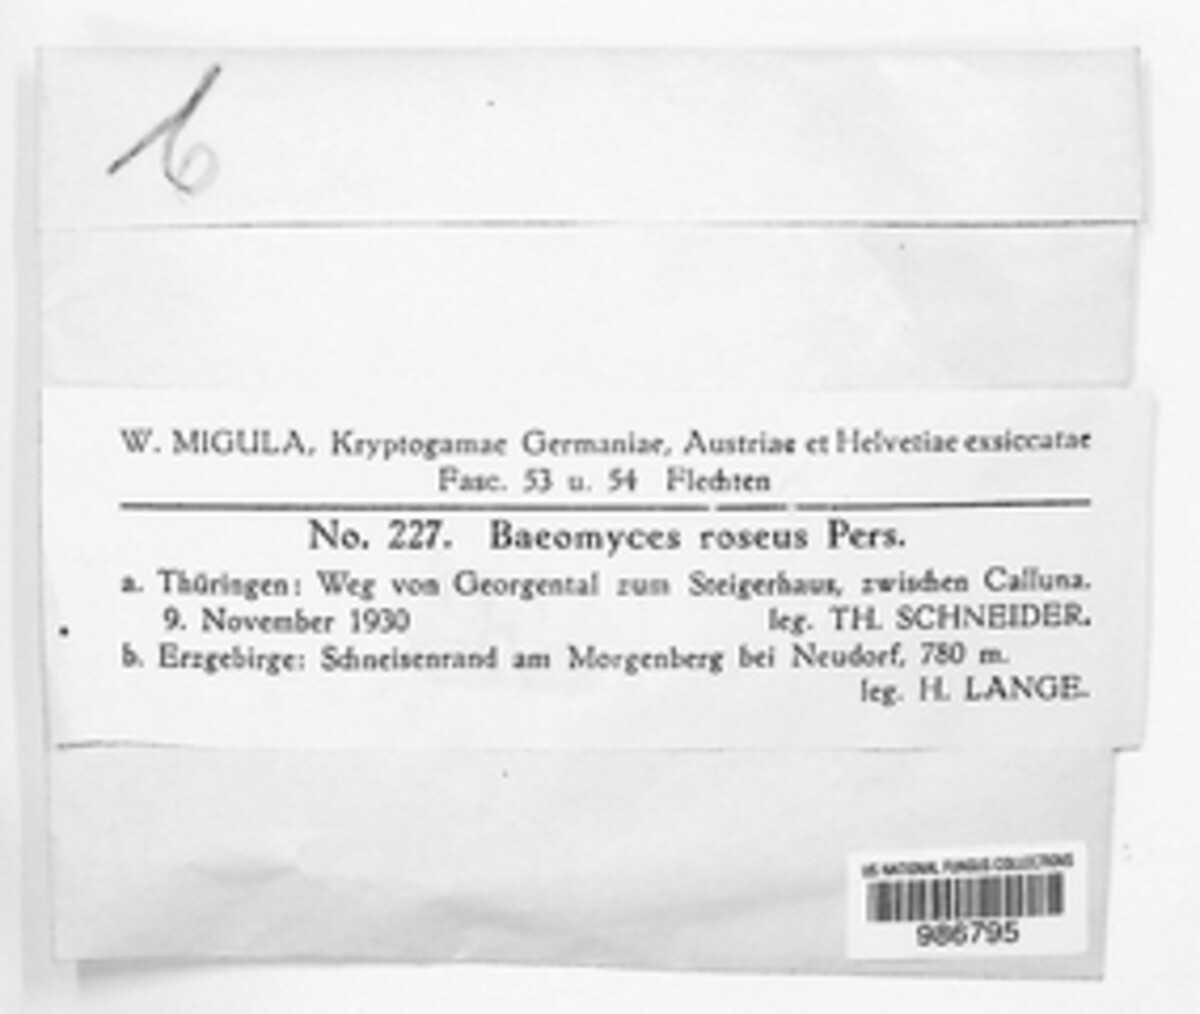 b
W. MIGULA, Kryptogamae Germaniae, Austriae et Helvetiae exsiccatae
Fasc. 53 u. 54 Flechten
No. 227. Baeomyces roseus Pers.
a. Thüringen: Weg von Georgental zum Steigerhaus, zwischen Calluna.
9. November 1930 leg. TH. SCHNEIDER.
b. Erzgebirge: Schneisenrand am Morgenberg bei Neudorf, 780 m.
leg. H. LANGE.
US NATIONAL FUNGUS COLLECTIONS
986795